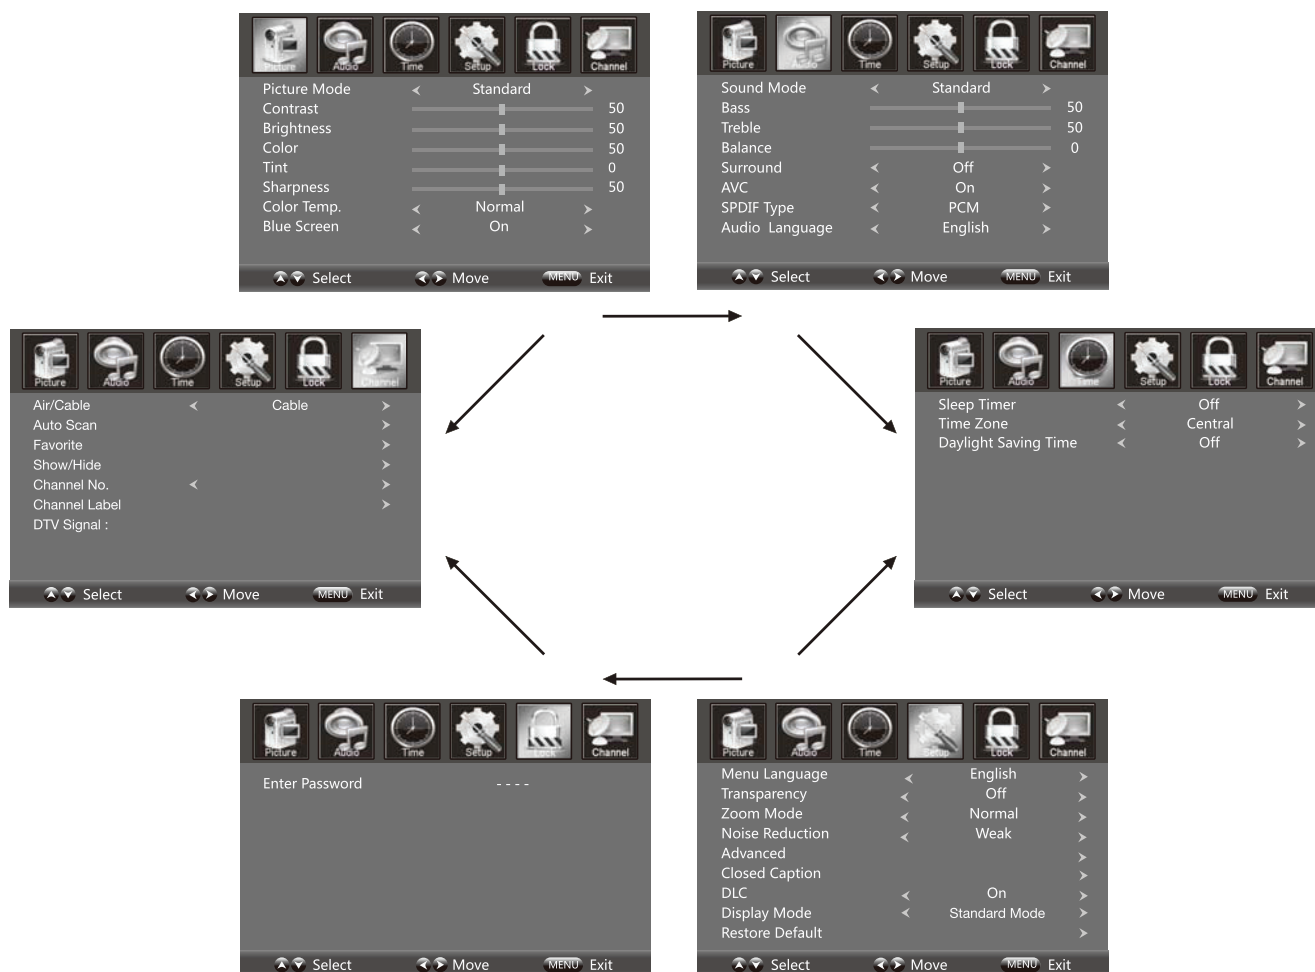 Picture Audio Time Setup Lock Channel
Picture Mode Standard
Contrast 50
Brightness 50
Color 50
Tint 0
Sharpness 50
Color Temp. Normal
Blue Screen On
Select Move MENU Exit
Picture Audio Time Setup Lock Channel
Sound Mode Standard
Bass 50
Treble 50
Balance 0
Surround Off
AVC On
SPDIF Type PCM
Audio Language English
Select Move MENU Exit
Picture Audio Time Setup Lock Channel
Air/Cable Cable
Auto Scan
Favorite
Show/Hide
Channel No.
Channel Label
DTV Signal :
Select Move MENU Exit
Picture Audio Time Setup Lock Channel
Sleep Timer Off
Time Zone Central
Daylight Saving Time Off
Select Move MENU Exit
Picture Audio Time Setup Lock Channel
Enter Password - - - -
Select Move MENU Exit
Picture Audio Time Setup Lock Channel
Menu Language English
Transparency Off
Zoom Mode Normal
Noise Reduction Weak
Advanced
Closed Caption
DLC On
Display Mode Standard Mode
Restore Default
Select Move MENU Exit